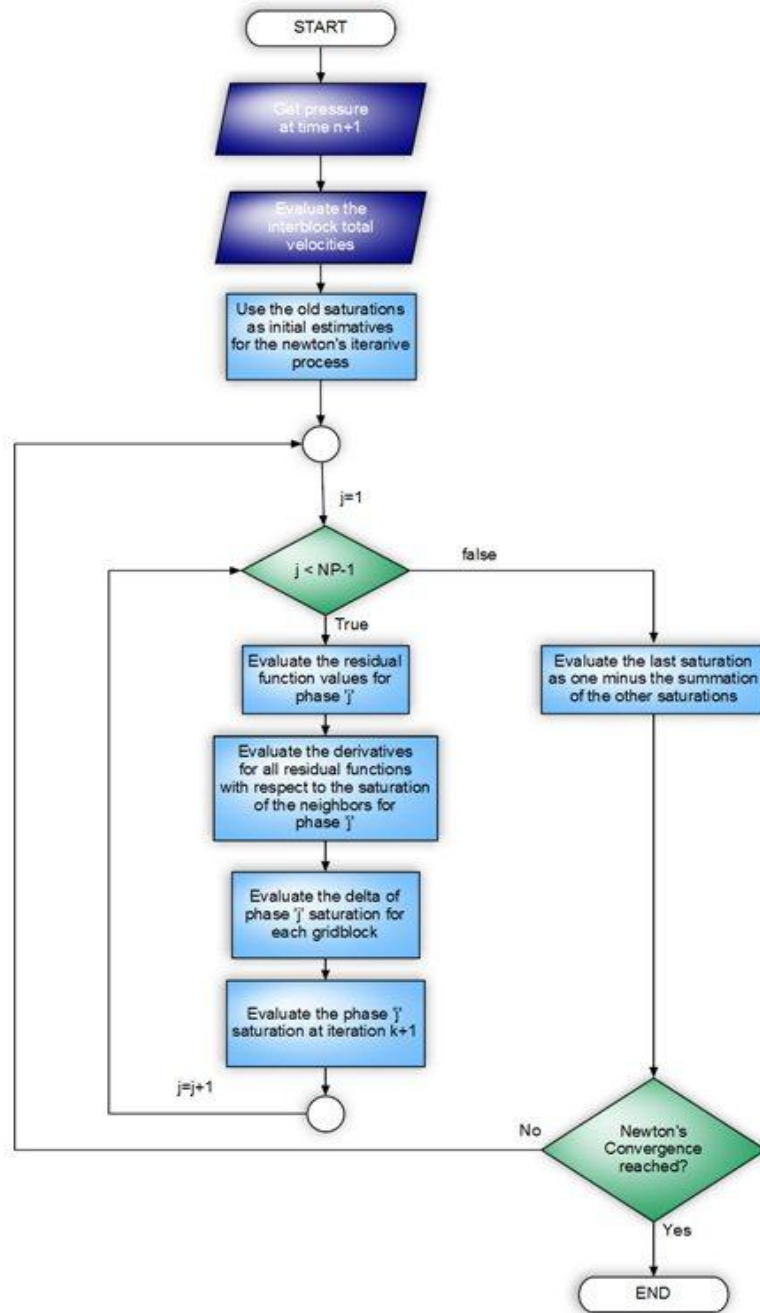 START
Get pressure
at time n+1
Evaluate the
interblock total
velocities
Use the old saturations
as initial estimatives
for the newton's iterarive
process
j=1
j < NP-1
false
True
Evaluate the residual
function values for
phase 'j'
Evaluate the last saturation
as one minus the summation
of the other saturations
Evaluate the derivatives
for all residual functions
with respect to the saturation
of the neighbors for
phase 'j'
Evaluate the delta of
phase 'j' saturation for
each gridblock
Evaluate the phase 'j'
saturation at iteration k+1
j=j+1
No
Newton's
Convergence
reached?
Yes
END